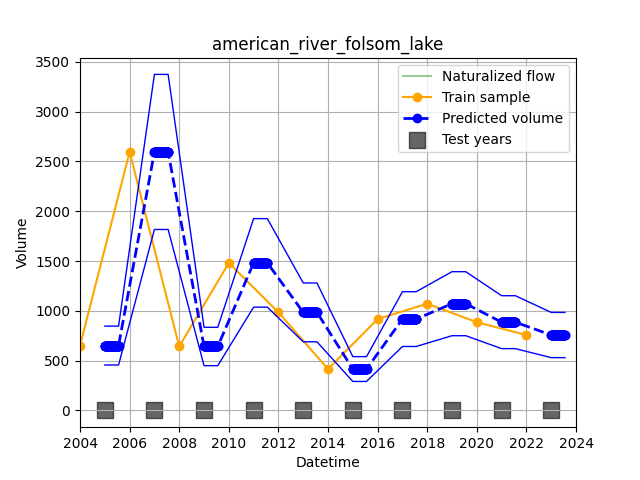 american_river_folsom_lake
Naturalized flow
Train sample
Predicted volume
Test years
Volume
3500
3000
2500
2000
1500
1000
500
0
2004 2006 2008 2010 2012 2014 2016 2018 2020 2022 2024
Datetime